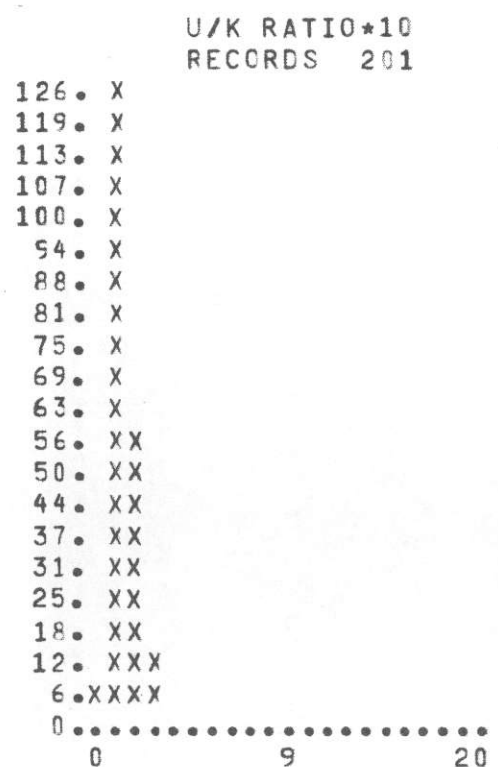 U/K RATIO*10
RECORDS 201
126. X
119. X
113. X
107. X
100. X
94. X
88. X
81. X
75. X
69. X
63. X
56. XX
50. XX
44. XX
37. XX
31. XX
25. XX
18. XX
12. XXX
6.XXXX
0....................
0 9 20